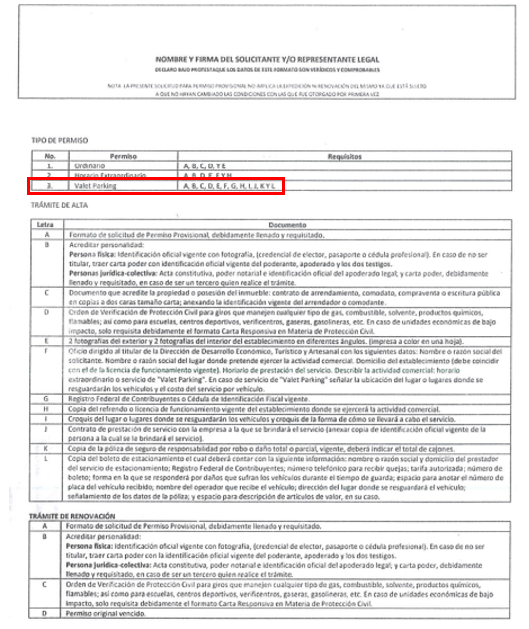 NOMBRE Y FIRMA DEL SOLICITANTE Y/O REPRESENTANTE LEGAL
DECLARO BAJO PROTESTA QUE LOS DATOS DE ESTE FORMATO SON VERÍDICOS Y COMPROBABLES
NOTA: LA PRESENTE SOLICITUD PARA PERMISO PROVISIONAL NO IMPLICA LA EXPEDICIÓN NI RENOVACIÓN DEL MISMO YA QUE ESTÁ SUJETO
A QUE NO HAYAN CAMBIADO LAS CONDICIONES CON LAS QUE FUE OTORGADO POR PRIMERA VEZ
TIPO DE PERMISO
No. Permiso Requisitos
1. Ordinario A, B, C, D, Y E
2. Horario Extraordinario A, B, D, E, F Y H
3. Valet Parking A, B, C, D, E, F, G, H, I, J, K Y L
TRÁMITE DE ALTA
Letra Documento
A Formato de solicitud de Permiso Provisional, debidamente llenado y requisitado.
B Acreditar personalidad:
Persona física: Identificación oficial vigente con fotografía, (credencial de elector, pasaporte o cédula profesional). En caso de no ser
titular, traer carta poder con identificación oficial vigente del poderante, apoderado y los dos testigos.
Personas jurídica-colectiva: Acta constitutiva, poder notarial e identificación oficial del apoderado legal; y carta poder, debidamente
llenado y requisitado, en caso de ser un tercero quien realice el trámite.
C Documento que acredite la propiedad o posesión del inmueble: contrato de arrendamiento, comodato, compraventa o escritura pública
en copias a dos caras tamaño carta; anexando la identificación vigente del arrendador o comodante.
D Orden de Verificación de Protección Civil para giros que manejen cualquier tipo de gas, combustible, solvente, productos químicos,
flamables; así como para escuelas, centros deportivos, verificentros, gaseras, gasolineras, etc. En caso de unidades económicas de bajo
impacto, solo requisita debidamente el formato Carta Responsiva en Materia de Protección Civil.
E 2 fotografías del exterior y 2 fotografías del interior del establecimiento en diferentes ángulos. (impresa a color en una hoja).
F Oficio dirigido al titular de la Dirección de Desarrollo Económico, Turístico y Artesanal con los siguientes datos: Nombre o razón social del
solicitante. Nombre o razón social del lugar donde pretende ejercer la actividad comercial. Domicilio del establecimiento (debe coincidir
con el de la licencia de funcionamiento vigente). Horario de prestación del servicio. Describir la actividad comercial: horario
extraordinario o servicio de "Valet Parking". En caso de servicio de "Valet Parking" señalar la ubicación del lugar o lugares donde se
resguardarán los vehículos y el costo del servicio por vehículo.
G Registro Federal de Contribuyentes o Cédula de Identificación Fiscal vigente.
H Copia del refrendo o licencia de funcionamiento vigente del establecimiento donde se ejercerá la actividad comercial.
I Croquis del lugar o lugares donde se resguardarán los vehículos y croquis de la forma de cómo se llevará a cabo el servicio.
J Contrato de prestación de servicio con la empresa a la que se brindará el servicio (anexar copia de identificación oficial vigente de la
persona a la cual se le brindará el servicio).
K Copia de la póliza de seguro de responsabilidad por robo o daño total o parcial, vigente, deberá indicar el total de cajones.
L Copia del boleto de estacionamiento el cual deberá contar con la siguiente información: nombre o razón social y domicilio del prestador
del servicio de estacionamiento; Registro Federal de Contribuyentes; número telefónico para recibir quejas; tarifa autorizada; número de
boleto; forma en la que se responderá por daños que sufran los vehículos durante el tiempo de guarda; espacio para anotar el número de
placa del vehículo recibido, nombre del operador que recibe el vehículo; dirección del lugar donde se resguardará el vehículo;
señalamiento de los datos de la póliza; y espacio para descripción de artículos de valor, en su caso.
TRÁMITE DE RENOVACIÓN
A Formato de solicitud de Permiso Provisional, debidamente llenado y requisitado.
B Acreditar personalidad:
Persona física: Identificación oficial vigente con fotografía, (credencial de elector, pasaporte o cédula profesional). En caso de no ser
titular, traer carta poder con la identificación oficial vigente del poderante, apoderado y los dos testigos.
Persona jurídica-colectiva: Acta constitutiva, poder notarial e identificación oficial del apoderado legal; y carta poder, debidamente
llenado y requisitado, en caso de ser un tercero quien realice el trámite.
C Orden de Verificación de Protección Civil para giros que manejen cualquier tipo de gas, combustible, solvente, productos químicos,
flamables; así como para escuelas, centros deportivos, verificentros, gaseras, gasolineras, etc. En caso de unidades económicas de bajo
impacto, solo requisita debidamente el formato Carta Responsiva en Materia de Protección Civil.
D Permiso original vencido.